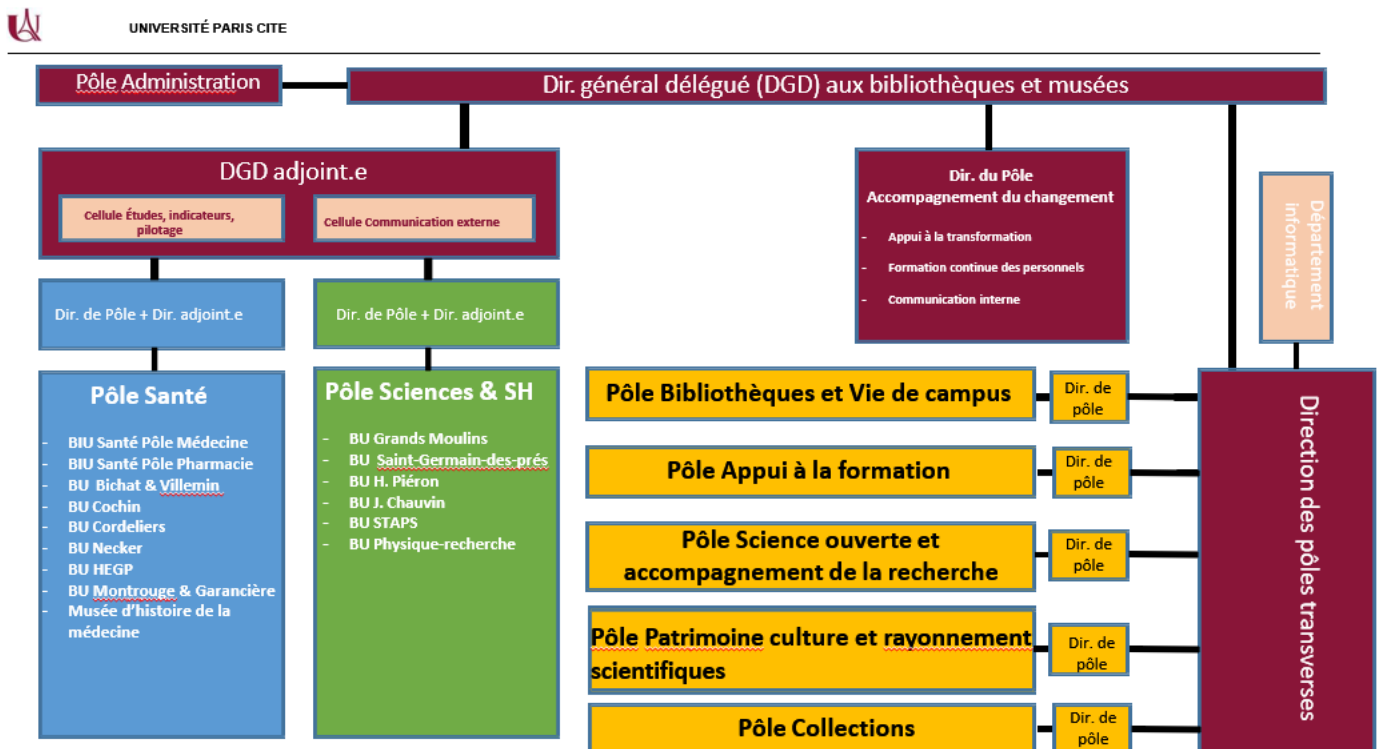 UNIVERSITÉ PARIS CITE
Pôle Administration
Dir. général délégué (DGD) aux bibliothèques et musées
DGD adjoint.e
Cellule Études, indicateurs,
pilotage
Cellule Communication externe
Dir. du Pôle
Accompagnement du changement
- Appui à la transformation
- Formation continue des personnels
- Communication interne
Département
informatique
Dir. de Pôle + Dir. adjoint.e
Dir. de Pôle + Dir. adjoint.e
Pôle Santé
- BIU Santé Pôle Médecine
- BIU Santé Pôle Pharmacie
- BU Bichat & Villemin
- BU Cochin
- BU Cordeliers
- BU Necker
- BU HEGP
- BU Montrouge & Garancière
- Musée d'histoire de la
médecine
Pôle Sciences & SH
- BU Grands Moulins
- BU Saint-Germain-des-prés
- BU H. Piéron
- BU J. Chauvin
- BU STAPS
- BU Physique-recherche
Pôle Bibliothèques et Vie de campus
Dir. de
pôle
Pôle Appui à la formation
Dir. de
pôle
Pôle Science ouverte et
accompagnement de la recherche
Dir. de
pôle
Pôle Patrimoine culture et rayonnement
scientifiques
Dir. de
pôle
Pôle Collections
Dir. de
pôle
Direction des pôles transverses